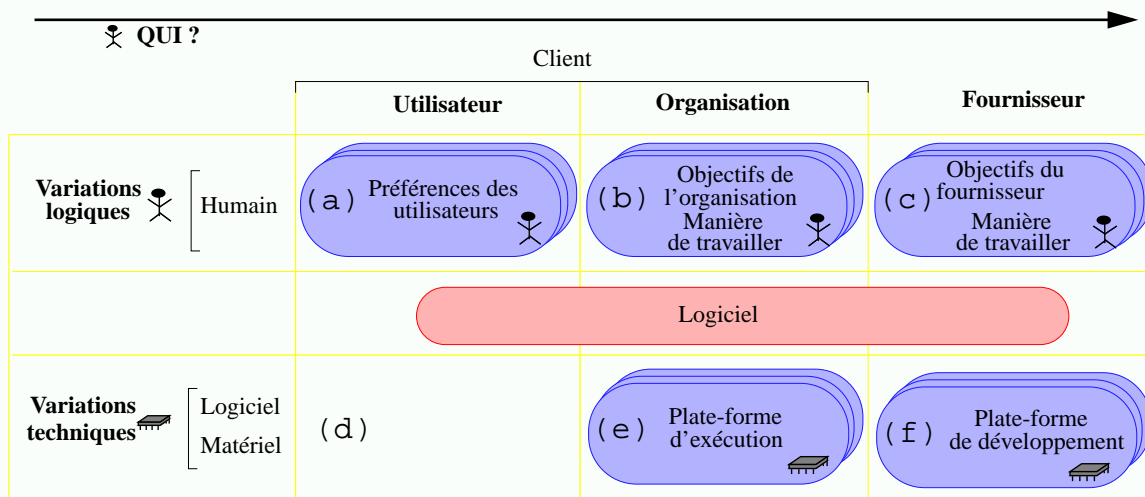 QUI ?
Client
Utilisateur
Organisation
Fournisseur
Variations
logiques
Humain
(a)
Préférences des
utilisateurs
(b)
Objectifs de
l'organisation
Manière
de travailler
(c)
Objectifs du
fournisseur
Manière
de travailler
Logiciel
Variations
techniques
Logiciel
Matériel
(d)
(e)
Plate-forme
d'exécution
(f)
Plate-forme
de développement